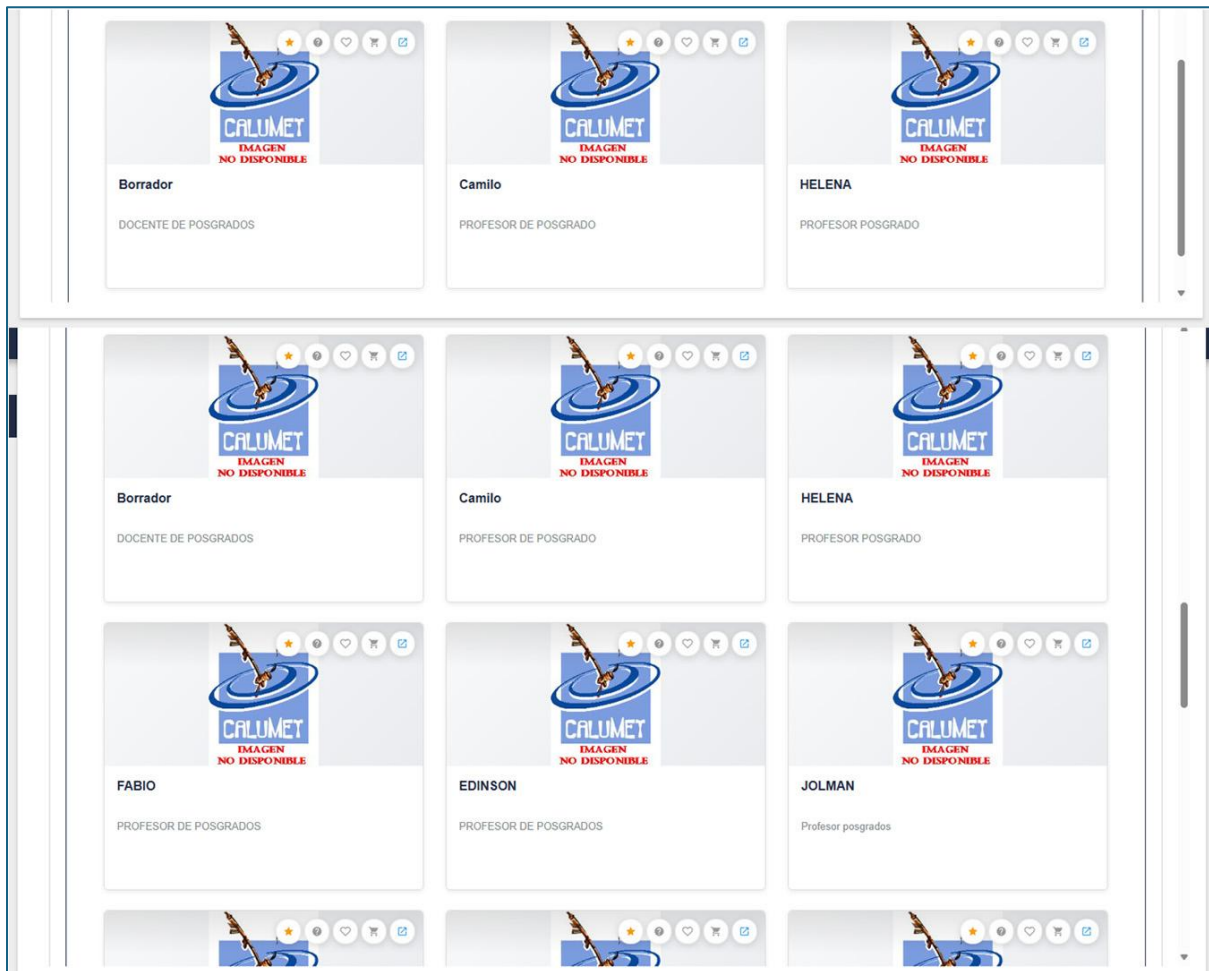 CALUMET
IMAGEN
NO DISPONIBLE
CALUMET
IMAGEN
NO DISPONIBLE
CALUMET
IMAGEN
NO DISPONIBLE
Borrador
Camilo
HELENA
DOCENTE DE POSGRADOS
PROFESOR DE POSGRADO
PROFESOR POSGRADO
CALUMET
IMAGEN
NO DISPONIBLE
CALUMET
IMAGEN
NO DISPONIBLE
CALUMET
IMAGEN
NO DISPONIBLE
Borrador
Camilo
HELENA
DOCENTE DE POSGRADOS
PROFESOR DE POSGRADO
PROFESOR POSGRADO
CALUMET
IMAGEN
NO DISPONIBLE
CALUMET
IMAGEN
NO DISPONIBLE
CALUMET
IMAGEN
NO DISPONIBLE
FABIO
EDINSON
JOLMAN
PROFESOR DE POSGRADOS
PROFESOR DE POSGRADOS
Profesor posgrados